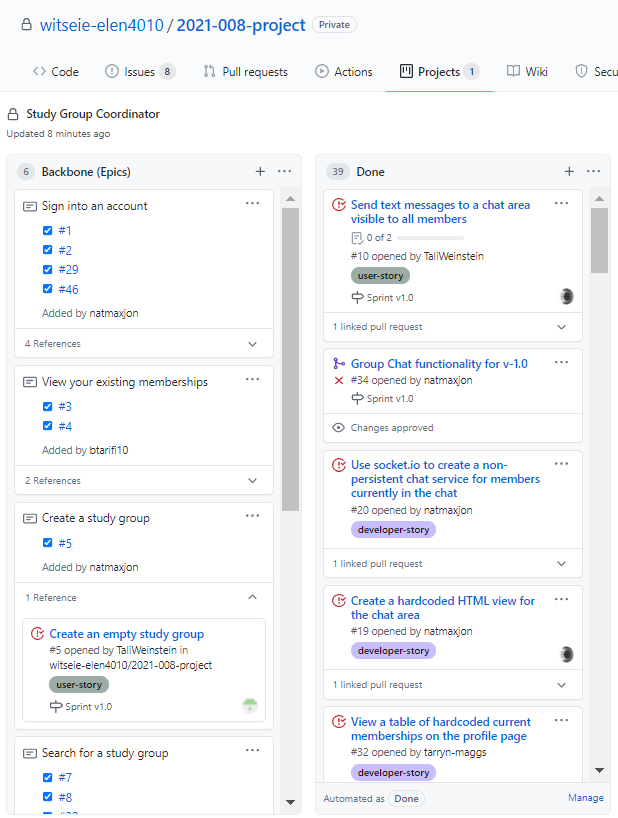 witseie-elen4010 / 2021-008-project Private
Code Issues 8 Pull requests Actions Projects 1 Wiki Secu
Study Group Coordinator
Updated 8 minutes ago
6 Backbone (Epics)
Sign into an account
#1
#2
#29
#46
Added by natmaxjon
4 References
View your existing memberships
#3
#4
Added by btarifi10
2 References
Create a study group
#5
Added by natmaxjon
1 Reference
Create an empty study group
#5 opened by TaliWeinstein in
witseie-elen4010/2021-008-project
user-story
Sprint v1.0
Search for a study group
#7
#8
39 Done
Send text messages to a chat area
visible to all members
0 of 2
#10 opened by TaliWeinstein
user-story
Sprint v1.0
1 linked pull request
Group Chat functionality for v-1.0
#34 opened by natmaxjon
Sprint v1.0
Changes approved
Use socket.io to create a non-
persistent chat service for members
currently in the chat
#20 opened by natmaxjon
developer-story
1 linked pull request
Create a hardcoded HTML view for
the chat area
#19 opened by natmaxjon
developer-story
1 linked pull request
View a table of hardcoded current
memberships on the profile page
#32 opened by tarryn-maggs
developer-story
Automated as Done Manage